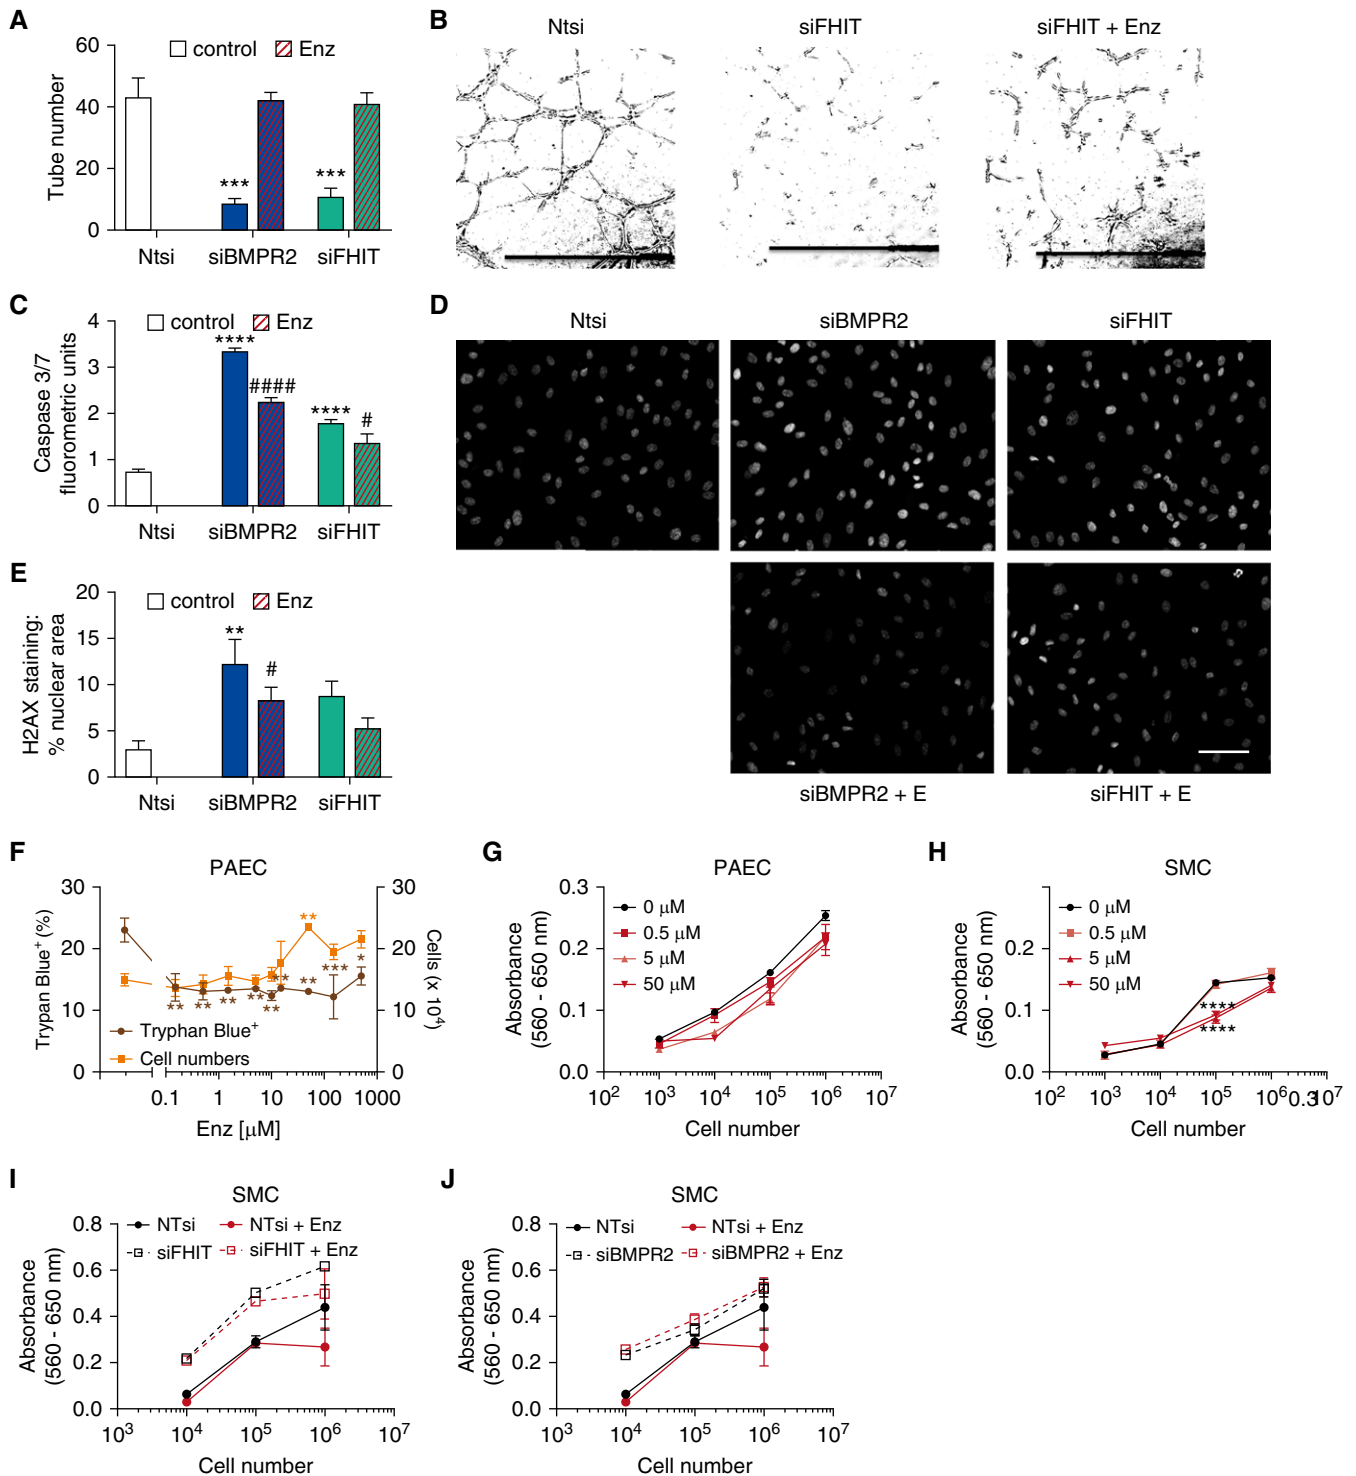 A
60
40
20
0
Tube number
control
Enz
***
***
Ntsi
siBMPR2
siFHIT
B
Ntsi
siFHIT
siFHIT + Enz
C
4
3
2
1
0
Caspase 3/7
fluorometric units
control
Enz
****
####
****
#
Ntsi
siBMPR2
siFHIT
D
Ntsi
siBMPR2
siFHIT
siBMPR2 + E
siFHIT + E
E
20
15
10
5
0
H2AX staining:
% nuclear area
control
Enz
**
#
Ntsi
siBMPR2
siFHIT
F
PAEC
30
20
10
0
Trypan Blue+ (%)
30
20
10
0
Cells (x 10⁴)
**
**
**
**
**
**
**
**
***
*
Tryphan Blue+
Cell numbers
0.1
1
10
100
1000
Enz [μM]
G
PAEC
0.3
0.2
0.1
0.0
Absorbance
(560 - 650 nm)
0 μM
0.5 μM
5 μM
50 μM
10²
10³
10⁴
10⁵
10⁶
10⁷
Cell number
H
SMC
0.2
0.1
0.0
Absorbance
(560 - 650 nm)
0 μM
0.5 μM
5 μM
50 μM
****
****
10²
10³
10⁴
10⁵
10⁶
0.3
10⁷
Cell number
I
SMC
0.8
0.6
0.4
0.2
0.0
Absorbance
(560 - 650 nm)
NTsi
NTsi + Enz
siFHIT
siFHIT + Enz
10³
10⁴
10⁵
10⁶
10⁷
Cell number
J
SMC
0.8
0.6
0.4
0.2
0.0
Absorbance
(560 - 650 nm)
NTsi
NTsi + Enz
siBMPR2
siBMPR2 + Enz
10³
10⁴
10⁵
10⁶
10⁷
Cell number